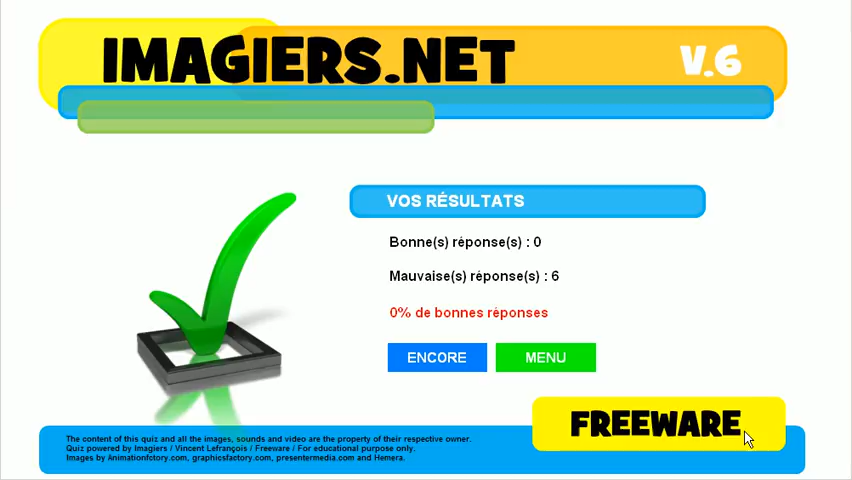 IMAGIERS.NET
V.6
VOS RÉSULTATS
Bonne(s) réponse(s) : 0
Mauvaise(s) réponse(s) : 6
0% de bonnes réponses
ENCORE
MENU
FREEWARE
The content of this quiz and all the images, sounds and video are the property of their respective owner.
Quiz powered by Imagiers / Vincent Lefrançois / Freeware / For educational purpose only.
Images by Animationfctory.com, graphicsfactory.com, presentermedia.com and Hemera.